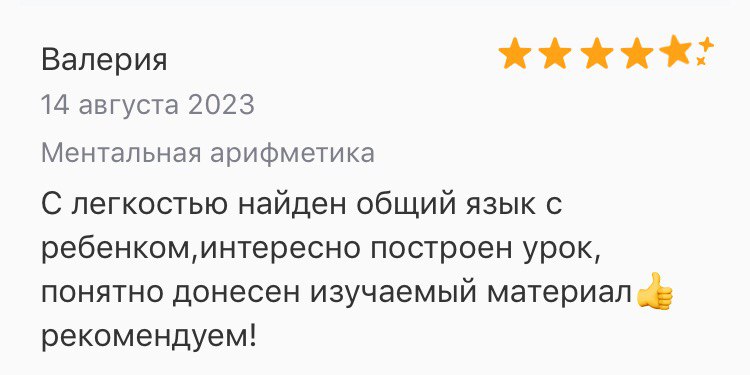 Валерия
14 августа 2023
Ментальная арифметика
С легкостью найден общий язык с
ребенком,интересно построен урок,
понятно донесен изучаемый материал👍
рекомендуем!